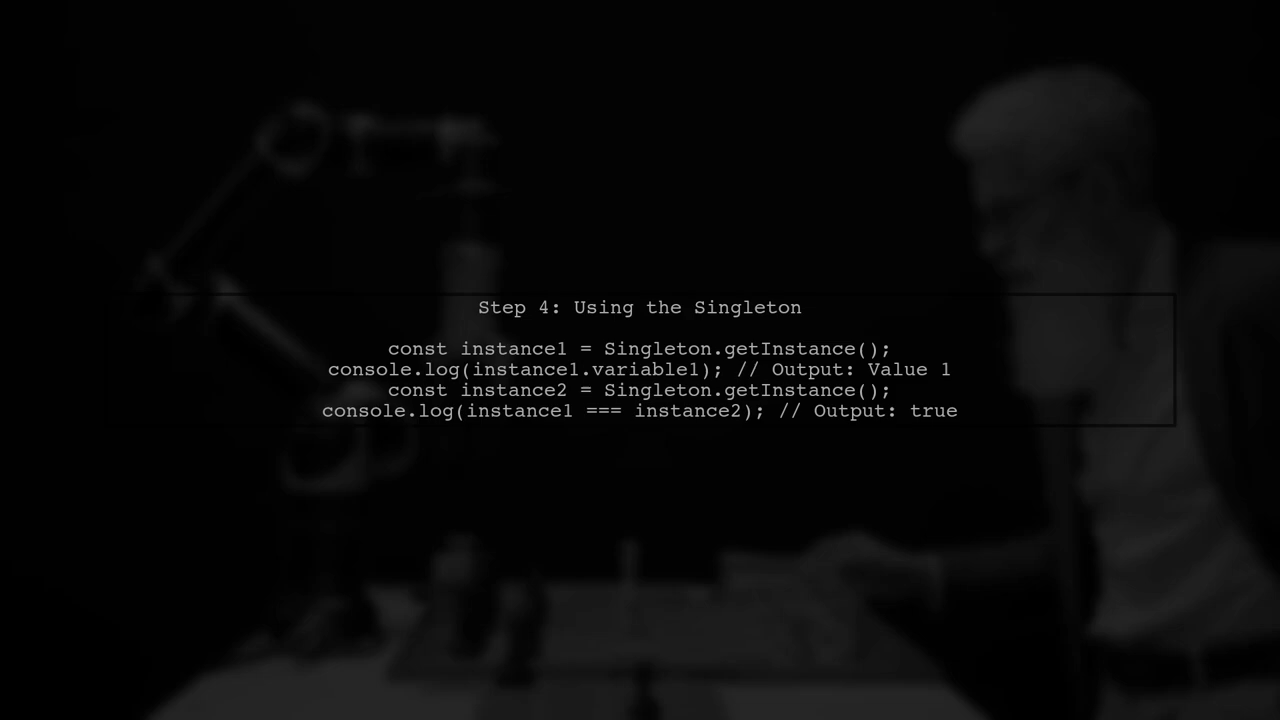 Step 4: Using the Singleton
const instance1 = Singleton.getInstance();
console.log(instance1.variable1); // Output: Value 1
const instance2 = Singleton.getInstance();
console.log(instance1 === instance2); // Output: true